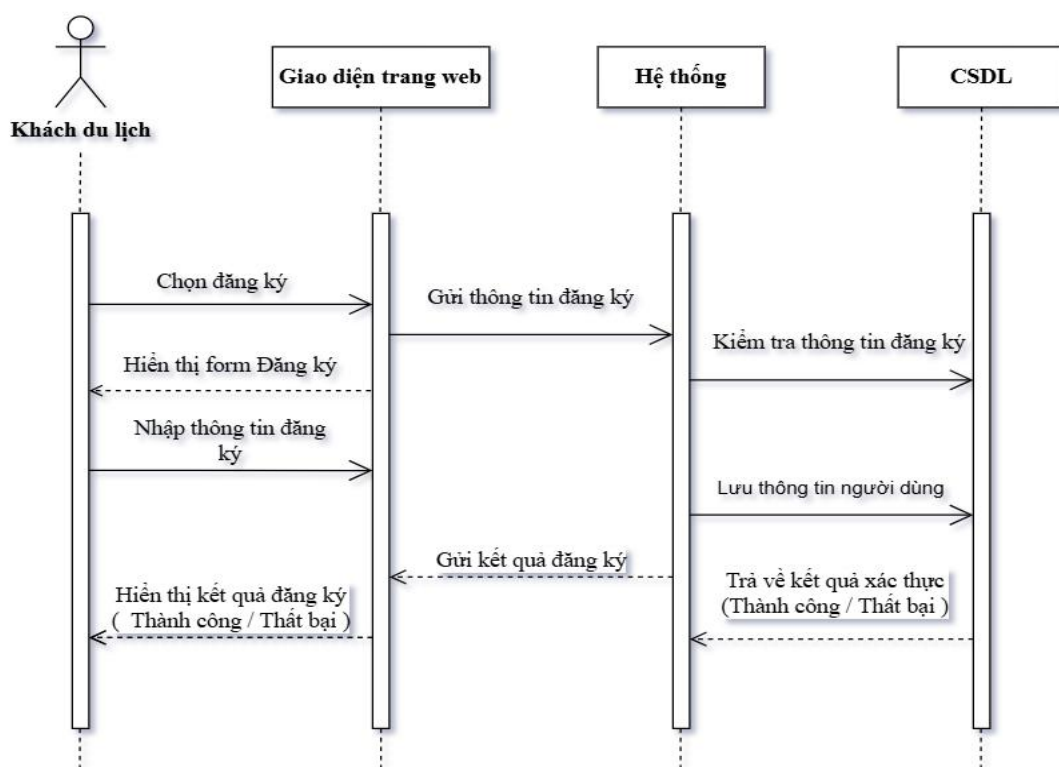 Giao diện trang web
Hệ thống
CSDL
Khách du lịch
Chọn đăng ký
Gửi thông tin đăng ký
Kiểm tra thông tin đăng ký
Hiển thị form Đăng ký
Nhập thông tin đăng
ký
Lưu thông tin người dùng
Gửi kết quả đăng ký
Trả về kết quả xác thực
(Thành công / Thất bại )
Hiển thị kết quả đăng ký
( Thành công / Thất bại )